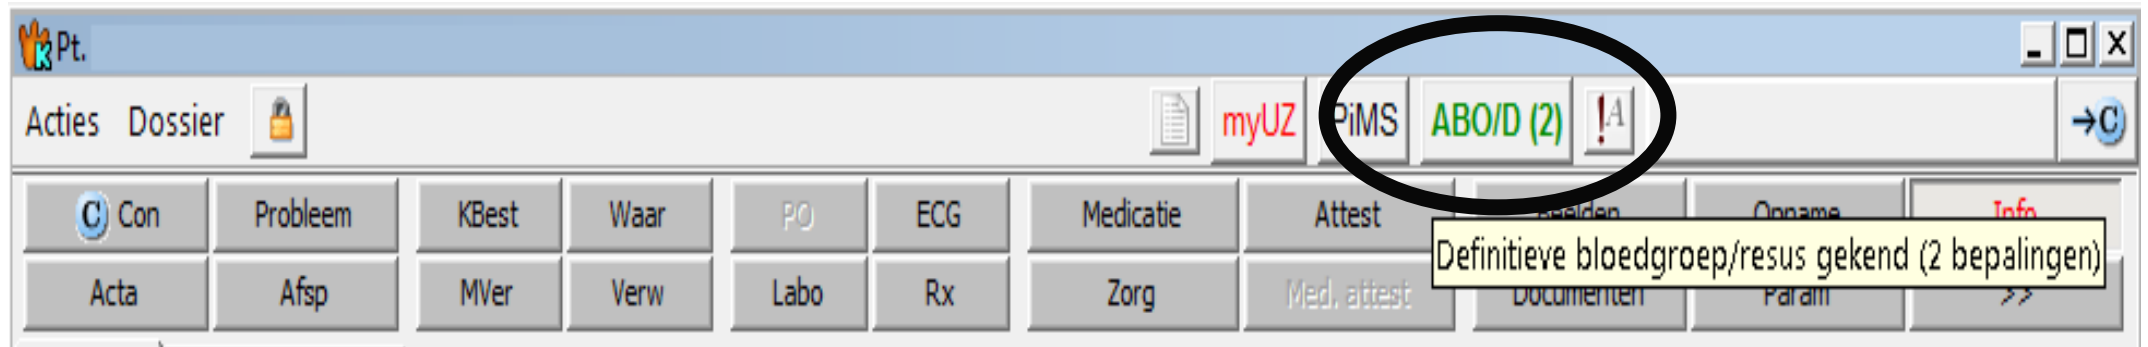 Pt.
Acties Dossier myUZ PiMS ABO/D (2) !A →C
C Con Probleem KBest Waar PO ECG Medicatie Attest Beelden Opname Info
Definitieve bloedgroep/resus gekend (2 bepalingen)
Acta Afsp MVer Verw Labo Rx Zorg Med. attest Documenten Param >>